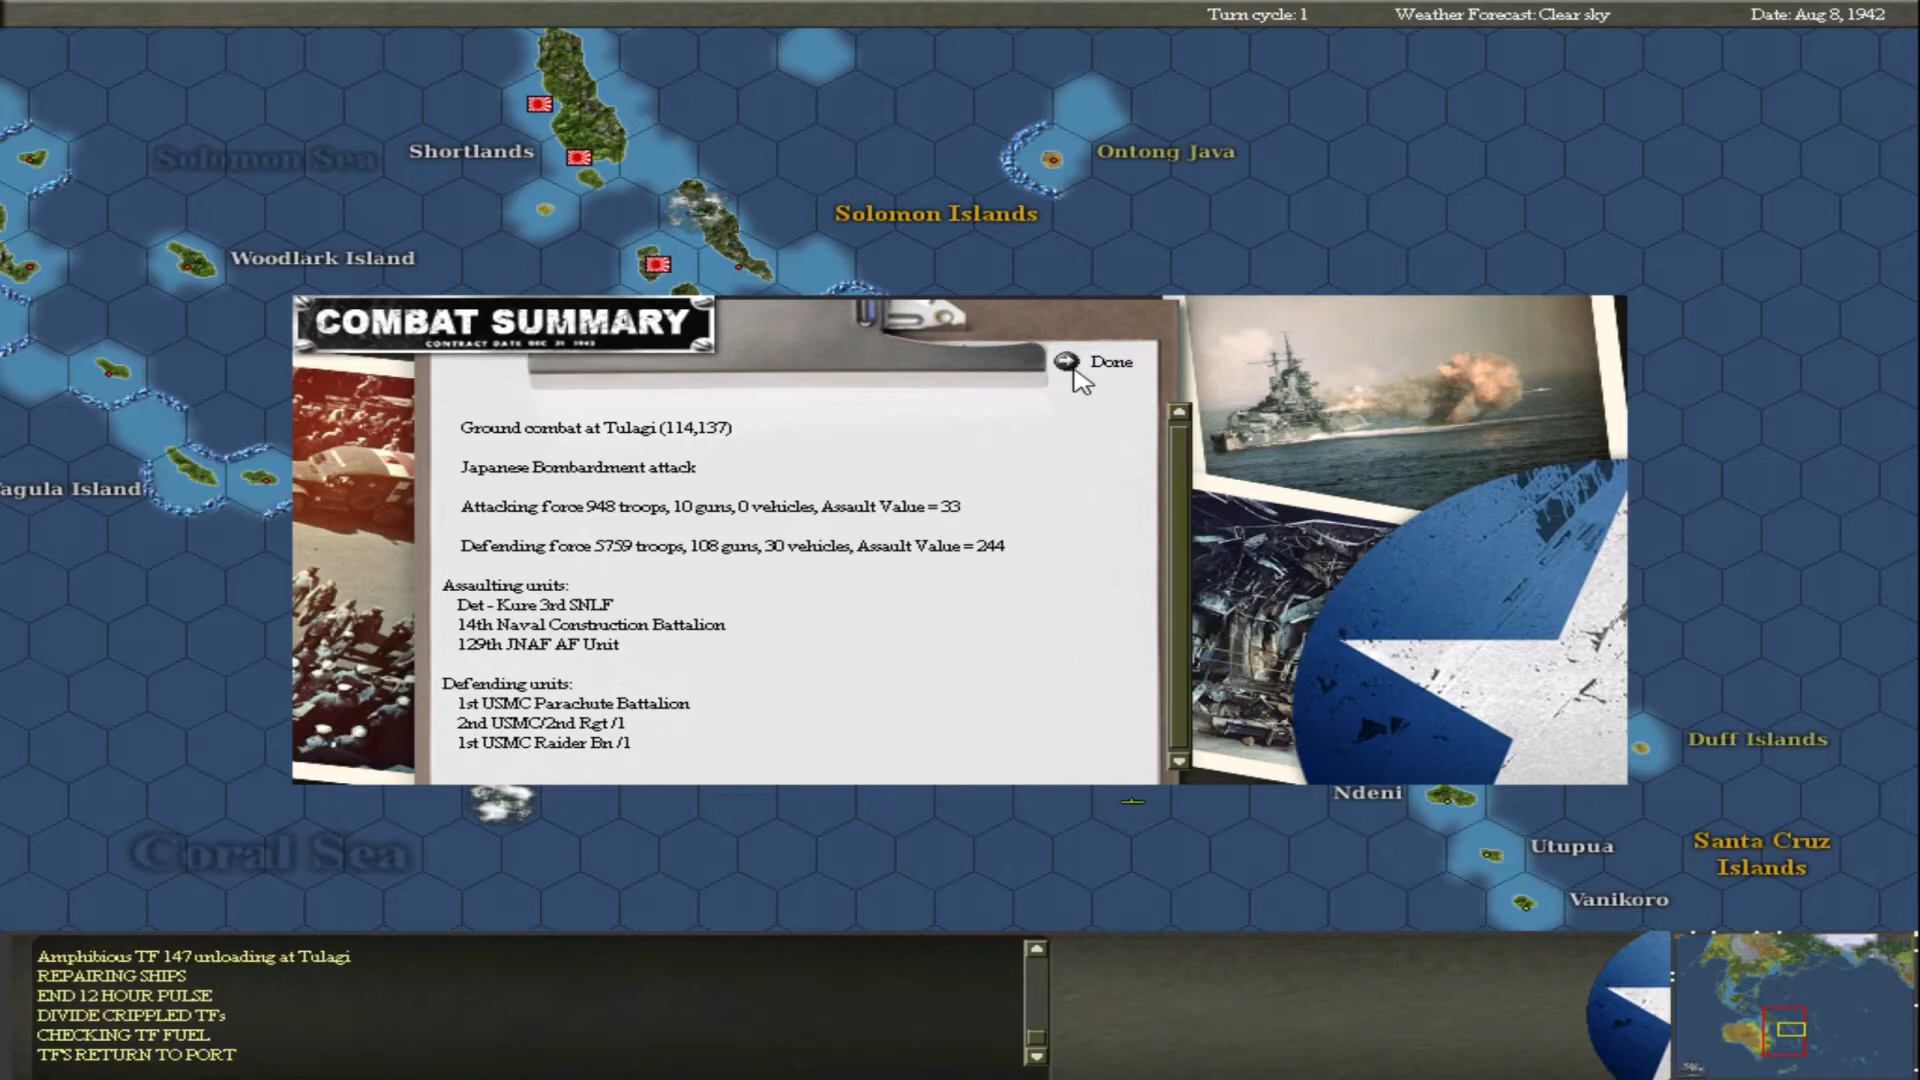 Turn cycle: 1
Weather Forecast: Clear sky
Date: Aug 8, 1942
Solomon Sea
Shortlands
Ontong Java
Solomon Islands
Woodlark Island
COMBAT SUMMARY
CONTRACT DATE DEC 31 1943
Done
Ground combat at Tulagi (114,137)
Japanese Bombardment attack
Attacking force 948 troops, 10 guns, 0 vehicles, Assault Value = 33
Defending force 5759 troops, 108 guns, 30 vehicles, Assault Value = 244
Assaulting units:
Det - Kure 3rd SNLF
14th Naval Construction Battalion
129th JNAF AF Unit
Defending units:
1st USMC Parachute Battalion
2nd USMC/2nd Rgt /1
1st USMC Raider Bn /1
agula Island
Duff Islands
Ndeni
Utupua
Santa Cruz
Islands
Vanikoro
Coral Sea
Amphibious TF 147 unloading at Tulagi
REPAIRING SHIPS
END 12 HOUR PULSE
DIVIDE CRIPPLED TFs
CHECKING TF FUEL
TF'S RETURN TO PORT